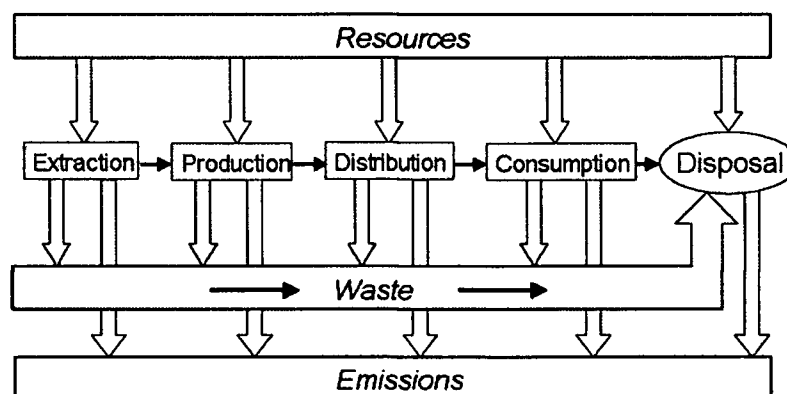 Resources
Extraction
Production
Distribution
Consumption
Disposal
Waste
Emissions